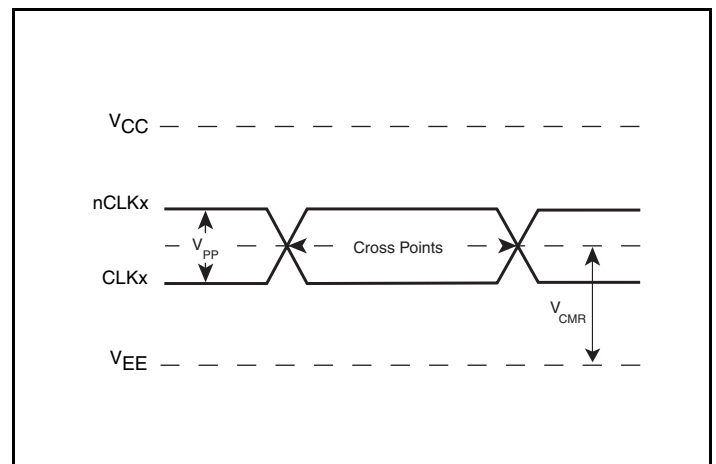 VCC
nCLKx
VPP
Cross Points
CLKx
VCMR
VEE